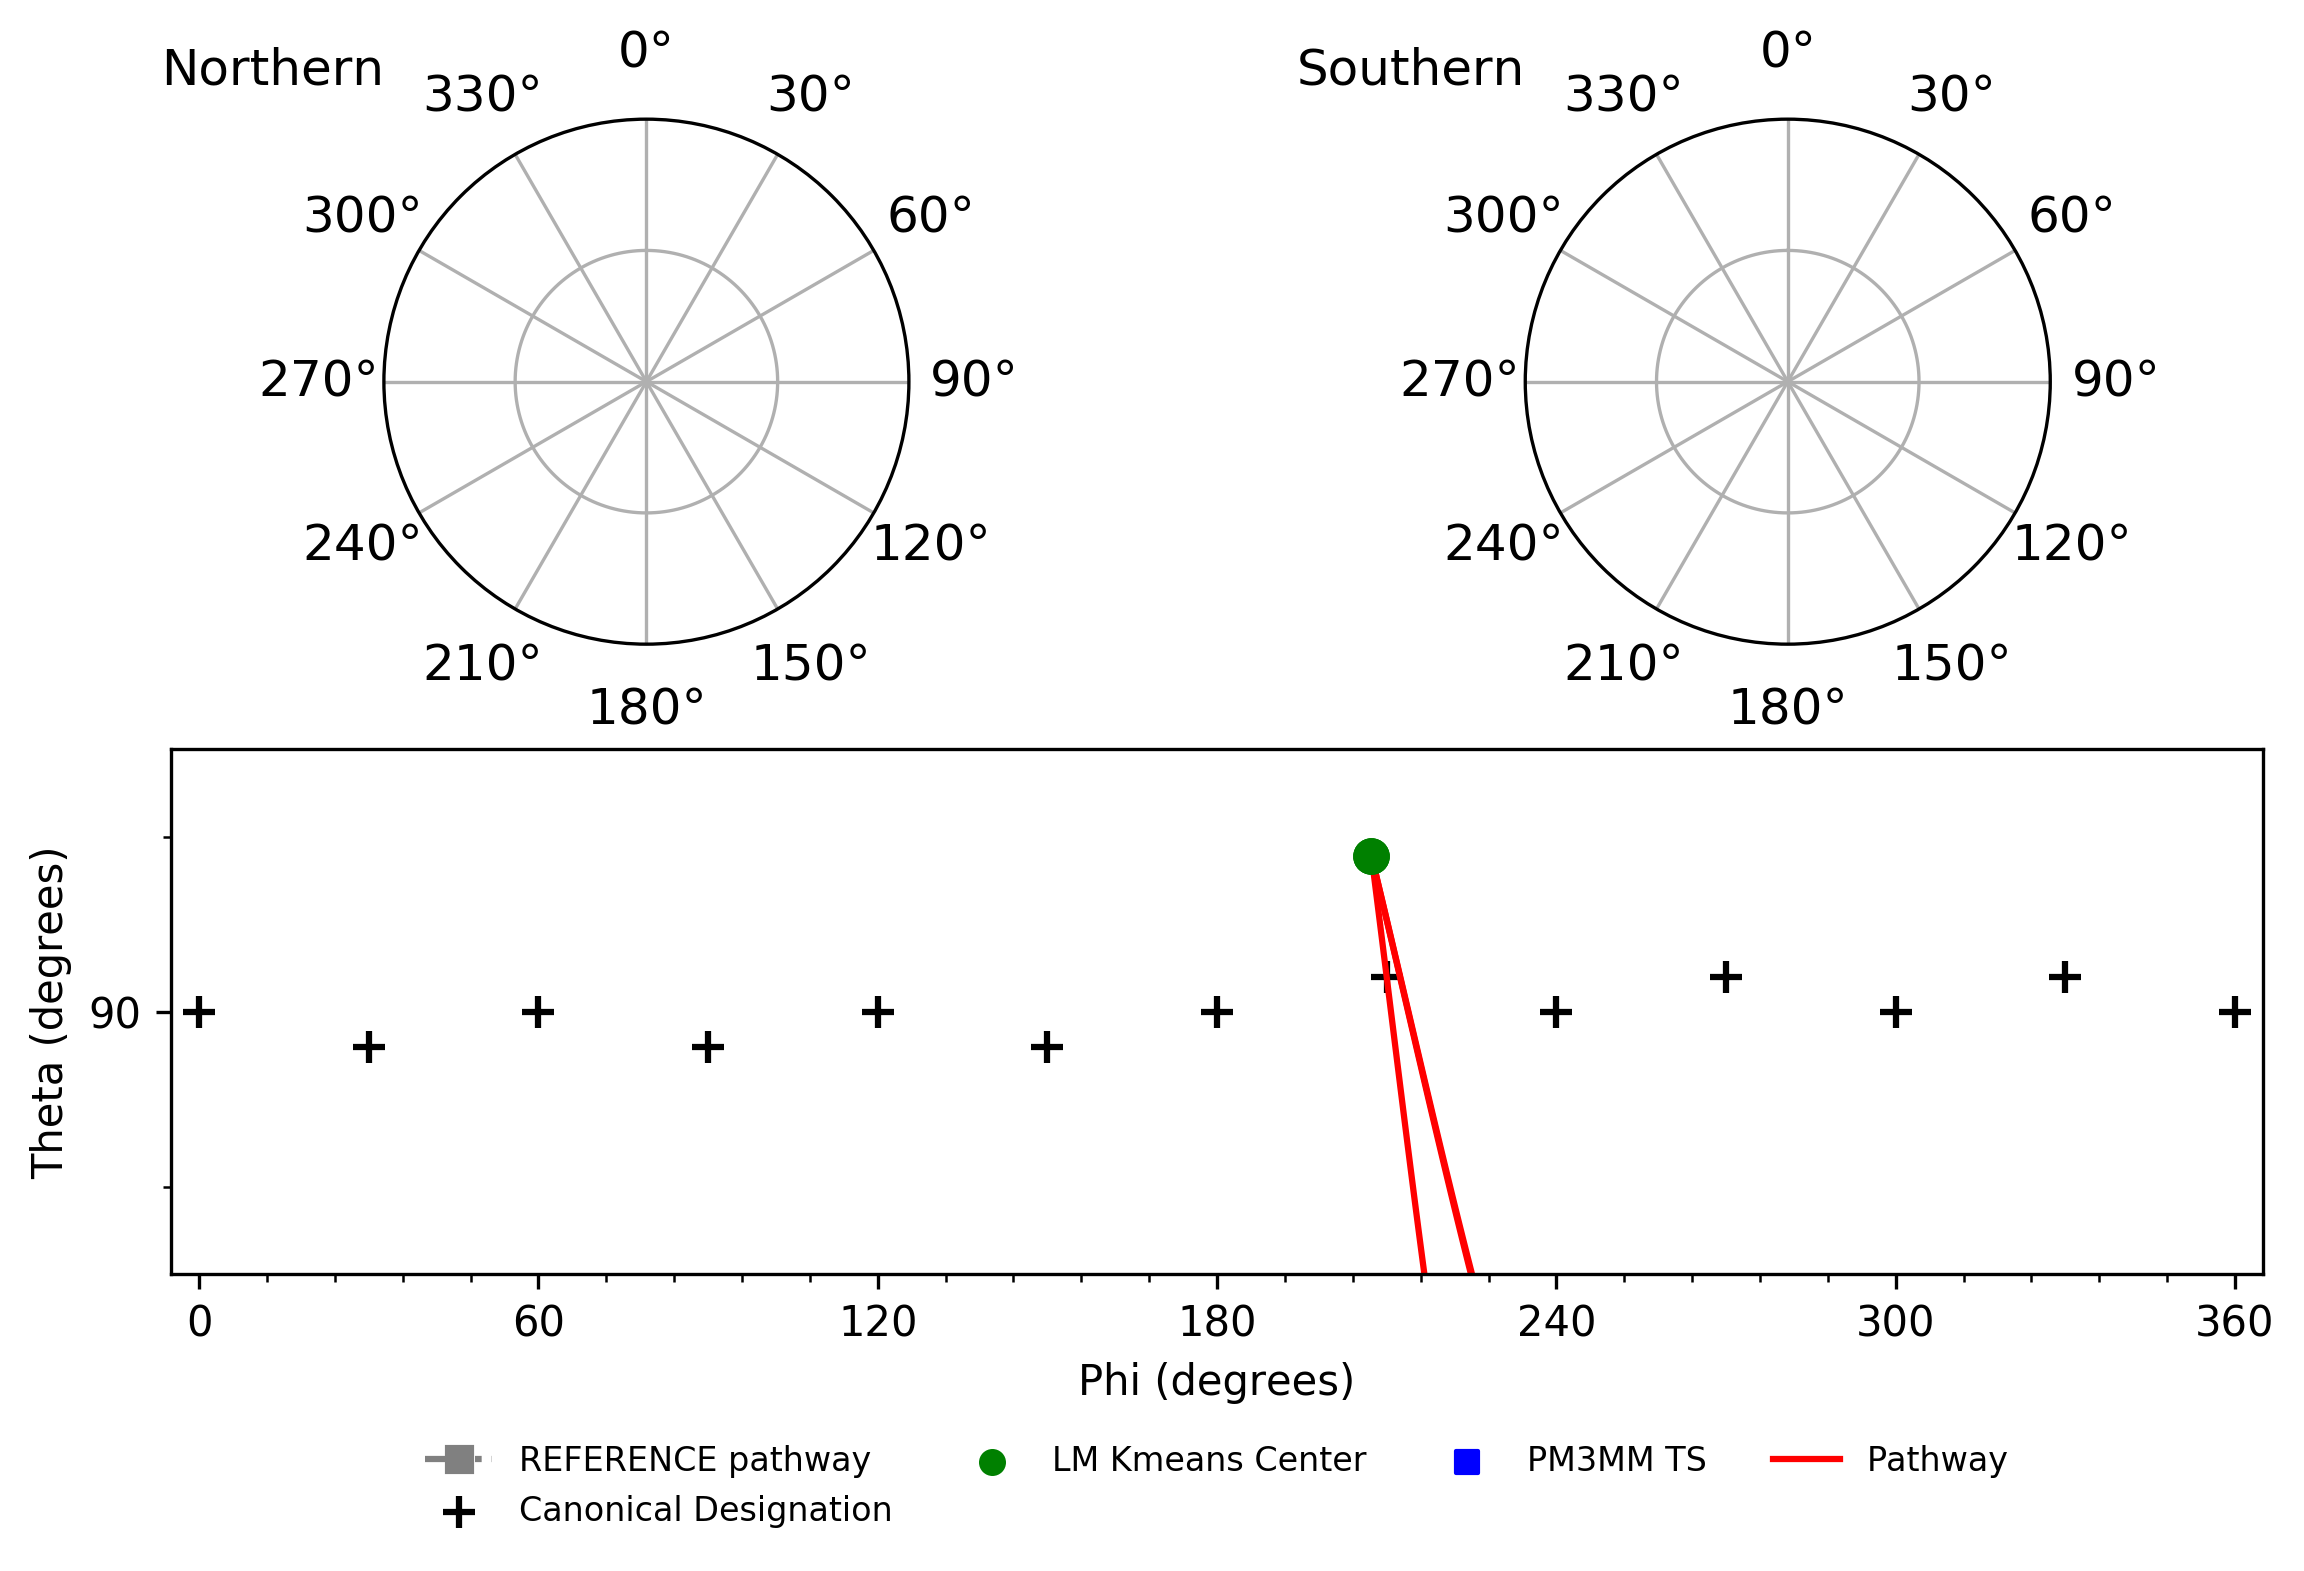 Northern
0°
30°
60°
90°
120°
150°
180°
210°
240°
270°
300°
330°
Southern
0°
30°
60°
90°
120°
150°
180°
210°
240°
270°
300°
330°
Theta (degrees)
90
0 60 120 180 240 300 360
Phi (degrees)
REFERENCE pathway
Canonical Designation
LM Kmeans Center
PM3MM TS
Pathway